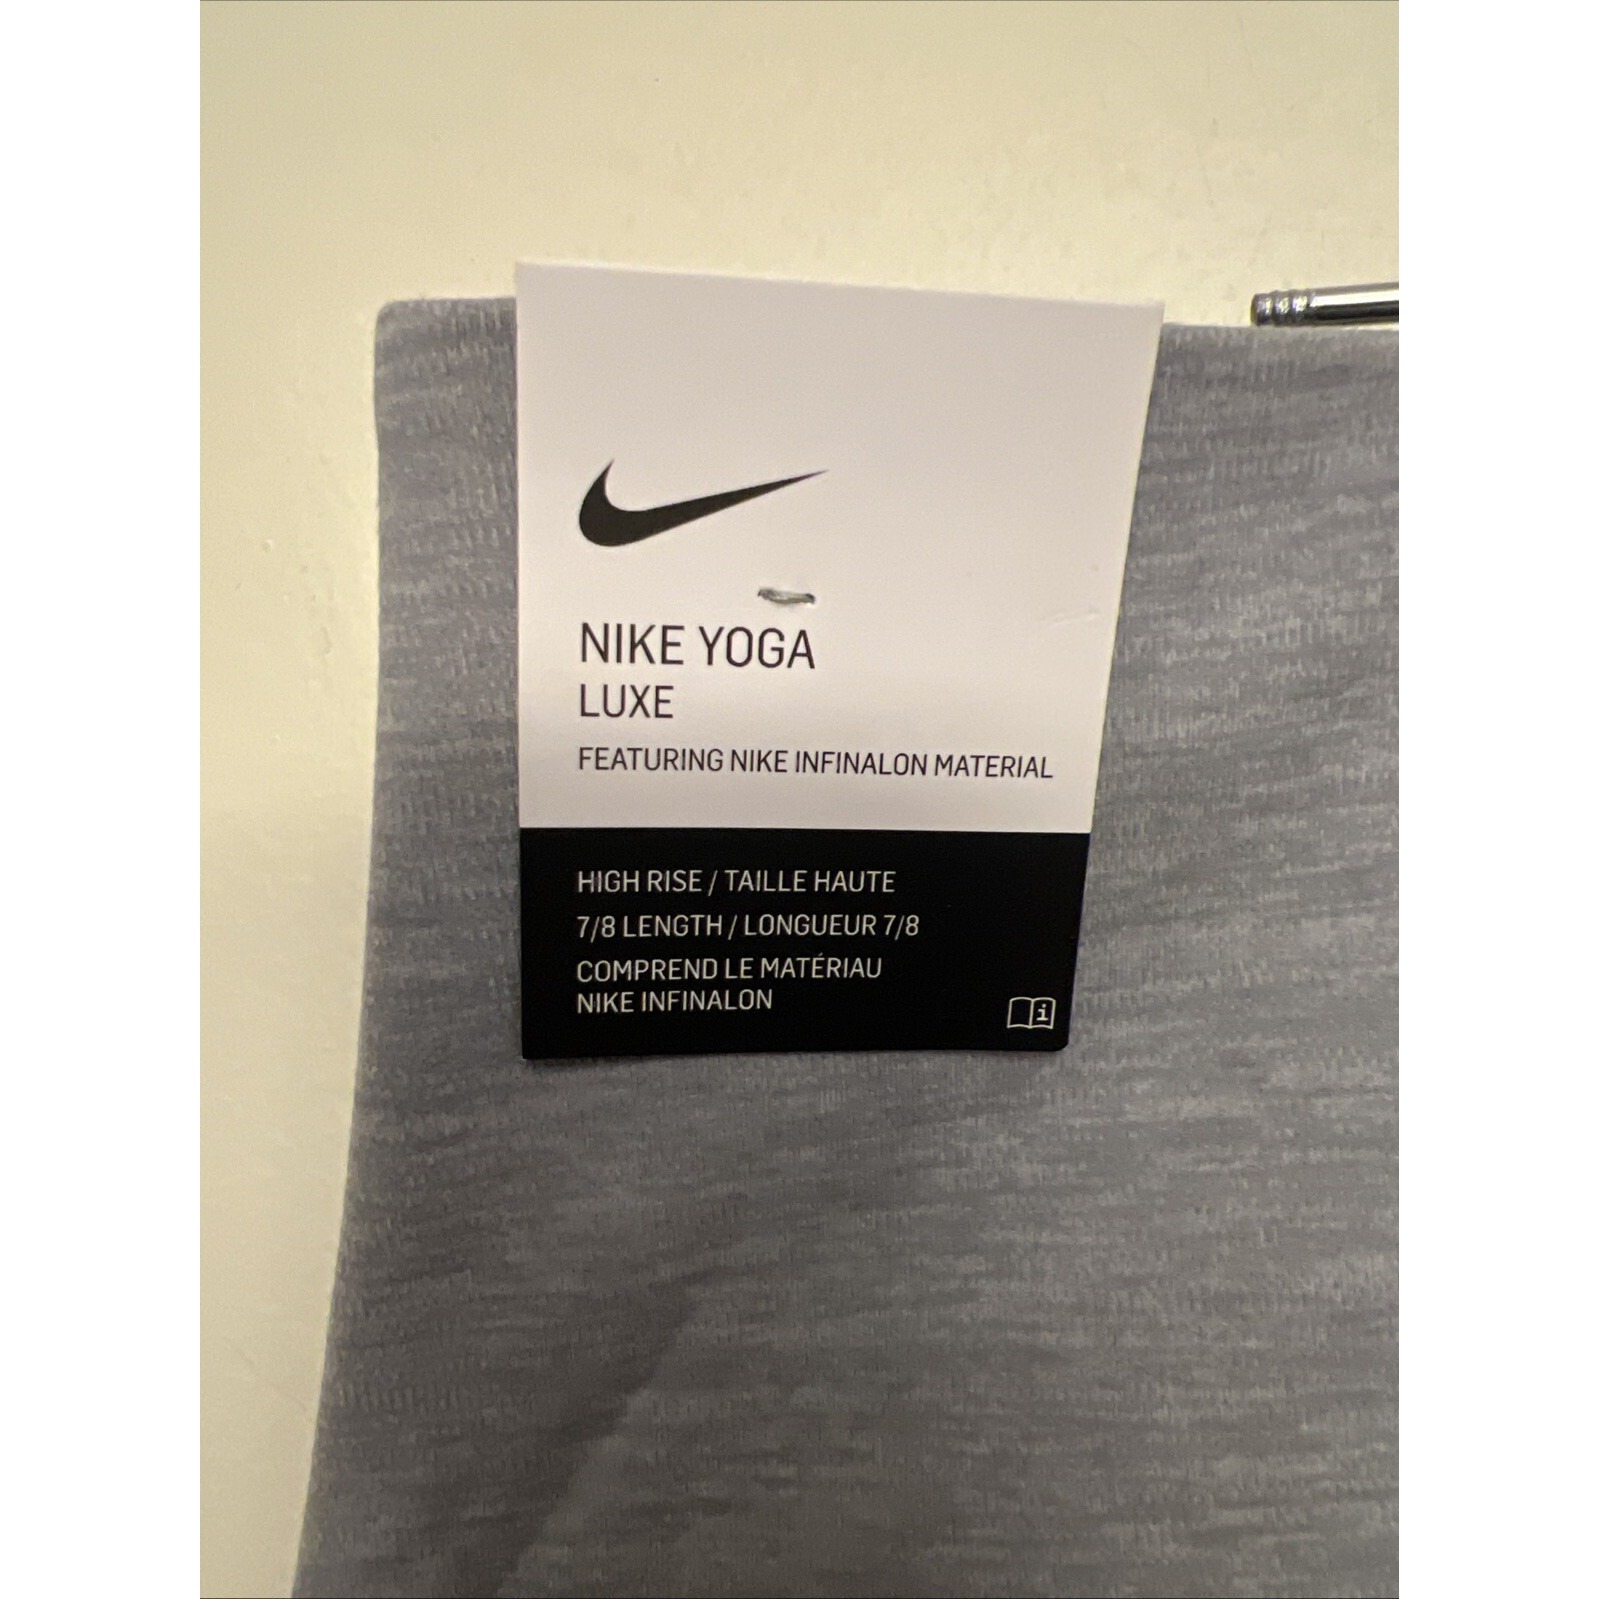 NIKE YOGA
LUXE
FEATURING NIKE INFINALON MATERIAL
HIGH RISE / TAILLE HAUTE
7/8 LENGTH / LONGUEUR 7/8
COMPREND LE MATÉRIAU
NIKE INFINALON
i